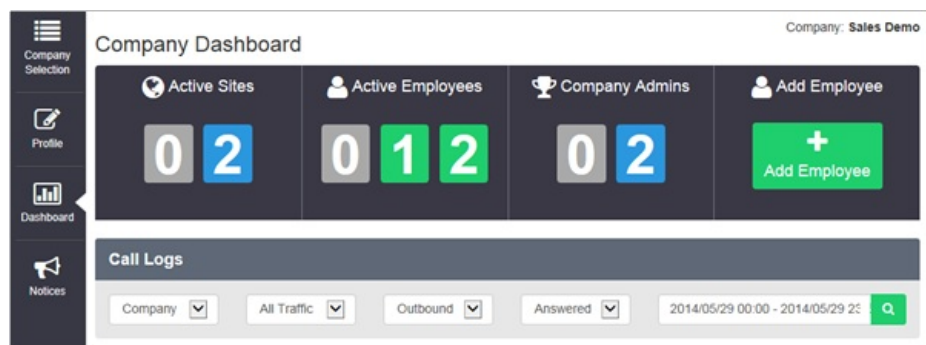 Company: Sales Demo
Company Selection
Company Dashboard
Active Sites
Active Employees
Company Admins
Add Employee
0 2
0 1 2
0 2
Add Employee
Profile
Dashboard
Notices
Call Logs
Company
All Traffic
Outbound
Answered
2014/05/29 00:00 - 2014/05/29 23